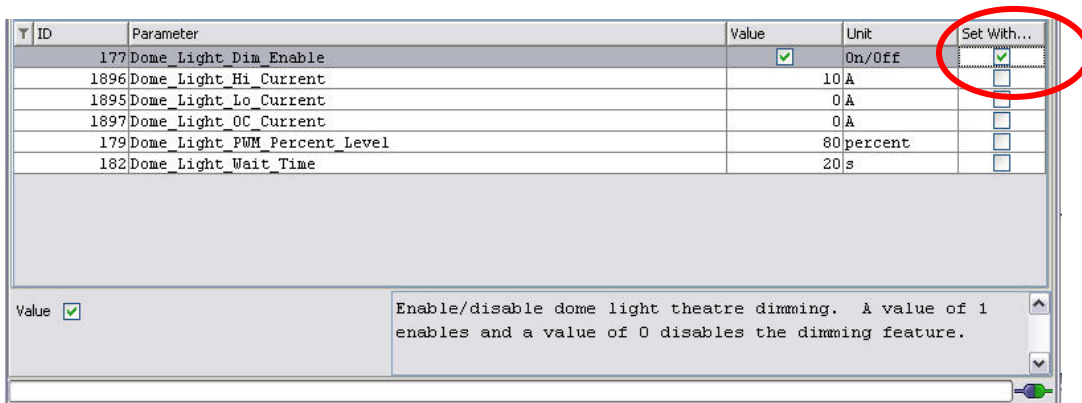 ID Parameter Value Unit Set With...
177 Dome_Light_Dim_Enable On/Off
1896 Dome_Light_Hi_Current 10 A
1895 Dome_Light_Lo_Current 0 A
1897 Dome_Light_OC_Current 0 A
179 Dome_Light_PWM_Percent_Level 80 percent
182 Dome_Light_Wait_Time 20 s
Value
Enable/disable dome light theatre dimming. A value of 1
enables and a value of 0 disables the dimming feature.